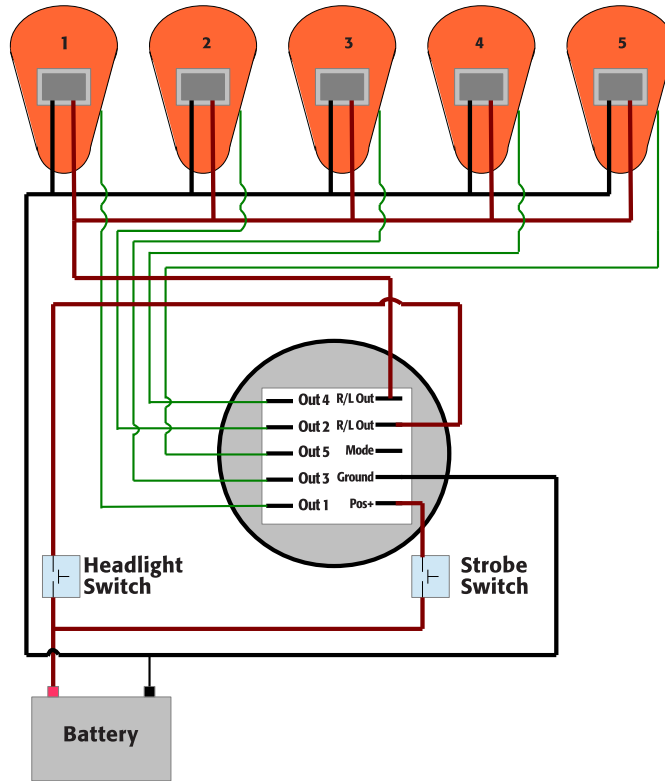 1 2 3 4 5
Out 4 R/L Out
Out 2 R/L Out
Out 5 Mode
Out 3 Ground
Out 1 Pos+
Headlight
Switch
Strobe
Switch
Battery